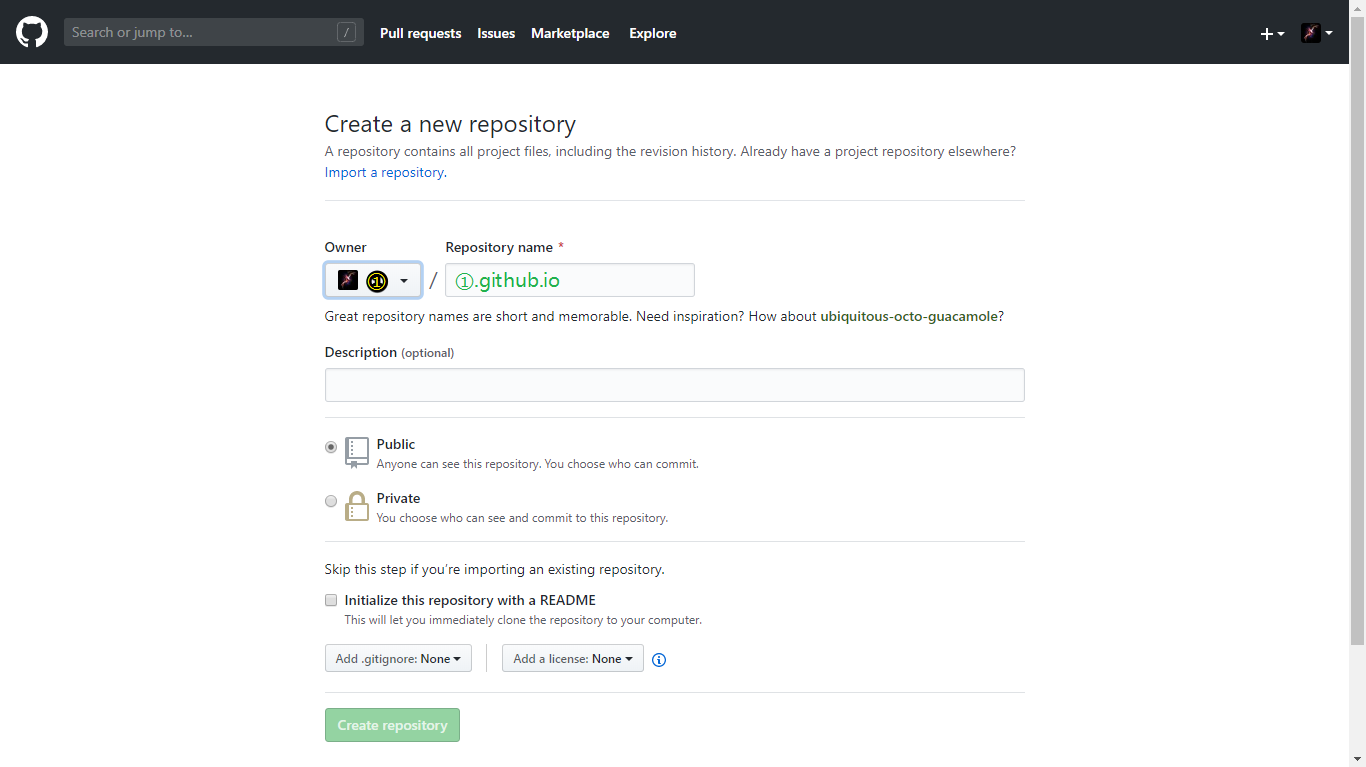 Search or jump to... /
Pull requests Issues Marketplace Explore
Create a new repository
A repository contains all project files, including the revision history. Already have a project repository elsewhere?
Import a repository.
Owner
Repository name *
① / ①.github.io
Great repository names are short and memorable. Need inspiration? How about ubiquitous-octo-guacamole?
Description (optional)
Public
Anyone can see this repository. You choose who can commit.
Private
You choose who can see and commit to this repository.
Skip this step if you’re importing an existing repository.
Initialize this repository with a README
This will let you immediately clone the repository to your computer.
Add .gitignore: None
Add a license: None
Create repository